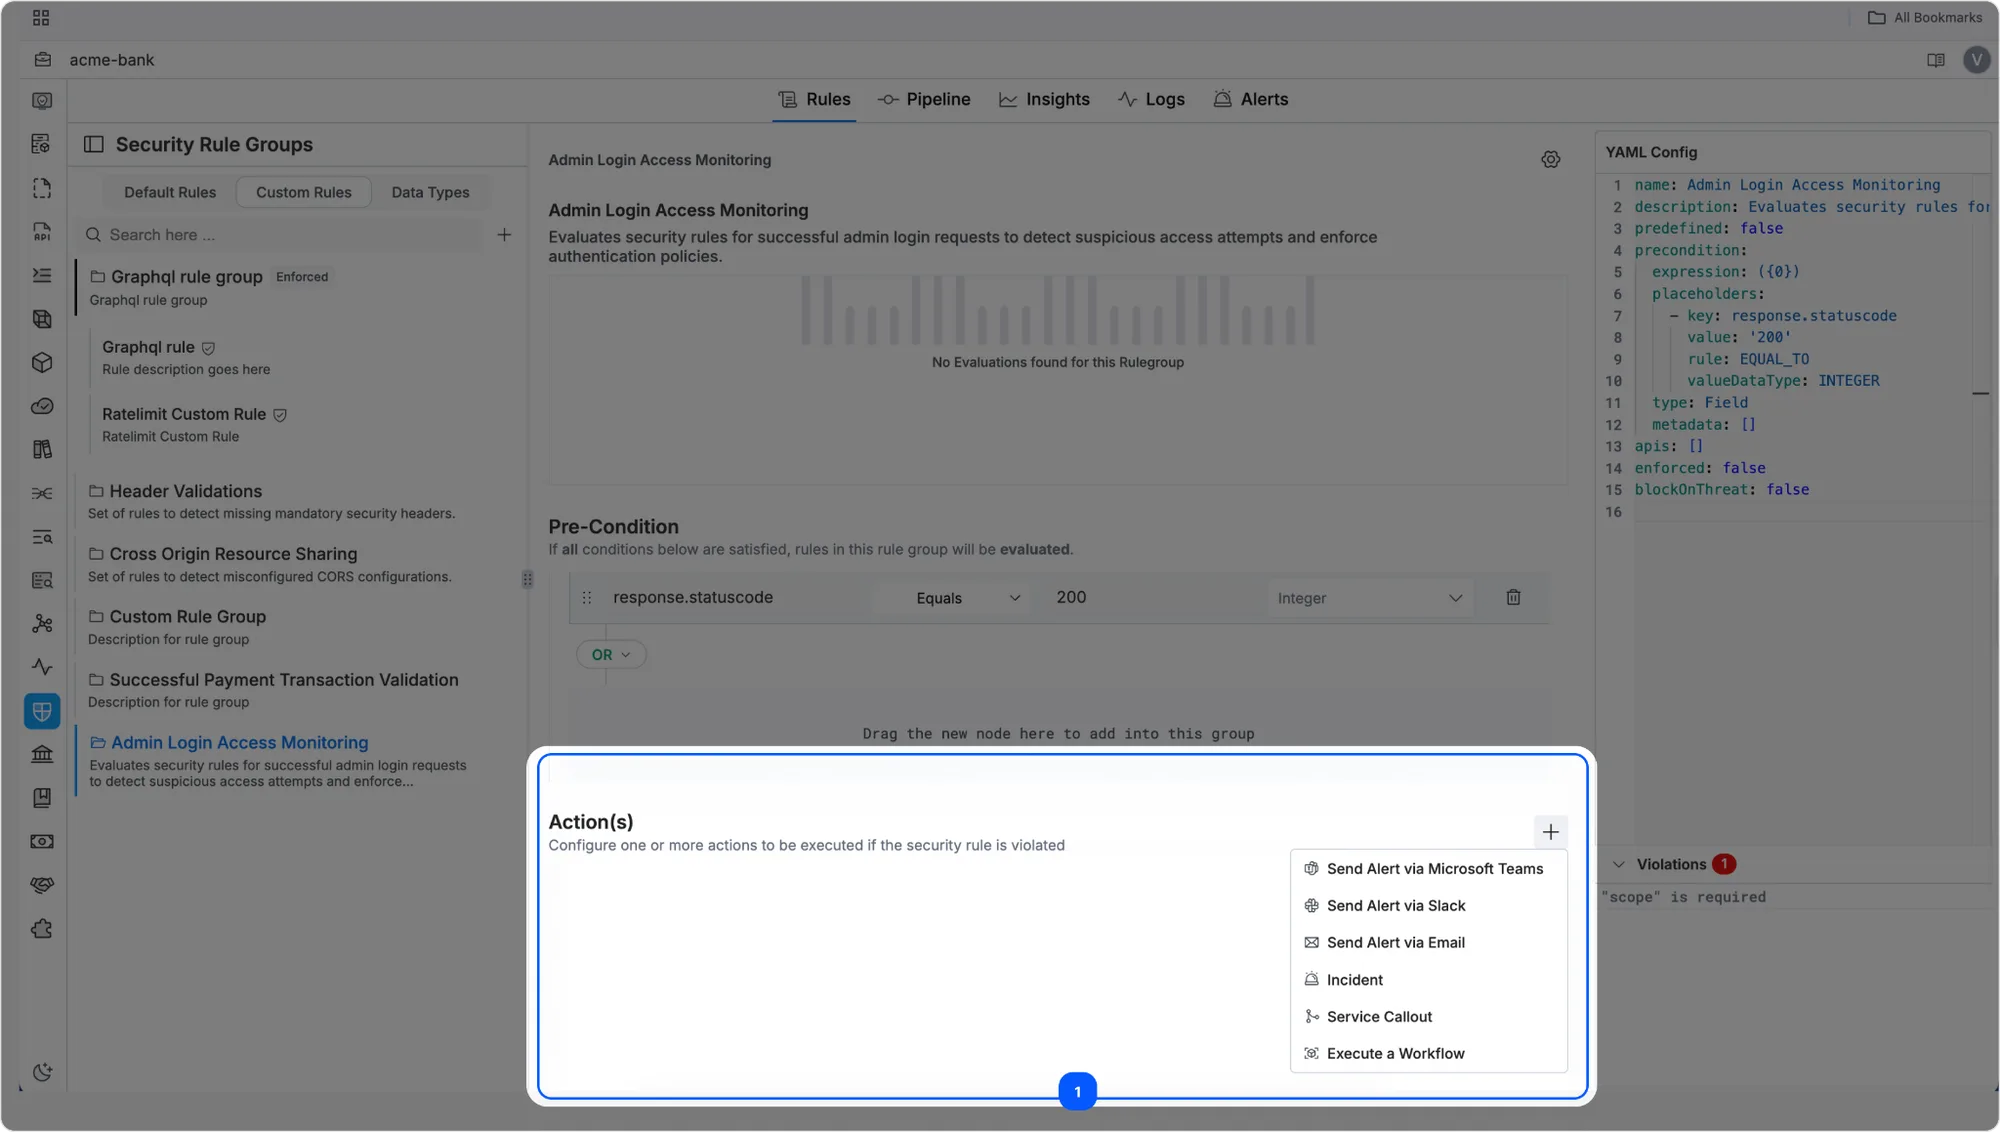 All Bookmarks
acme-bank
V
Rules
Pipeline
Insights
Logs
Alerts
Security Rule Groups
Default Rules
Custom Rules
Data Types
Search here ...
Graphql rule group
Enforced
Graphql rule group
Graphql rule
Rule description goes here
Ratelimit Custom Rule
Ratelimit Custom Rule
Header Validations
Set of rules to detect missing mandatory security headers.
Cross Origin Resource Sharing
Set of rules to detect misconfigured CORS configurations.
Custom Rule Group
Description for rule group
Successful Payment Transaction Validation
Description for rule group
Admin Login Access Monitoring
Evaluates security rules for successful admin login requests
to detect suspicious access attempts and enforce...
API
Admin Login Access Monitoring
Admin Login Access Monitoring
Evaluates security rules for successful admin login requests to detect suspicious access attempts and enforce
authentication policies.
No Evaluations found for this Rulegroup
Pre-Condition
If all conditions below are satisfied, rules in this rule group will be evaluated.
response.statuscode
Equals
200
Integer
OR
Drag the new node here to add into this group
Action(s)
Configure one or more actions to be executed if the security rule is violated
Send Alert via Microsoft Teams
Send Alert via Slack
Send Alert via Email
Incident
Service Callout
Execute a Workflow
1
YAML Config
1 name: Admin Login Access Monitoring
2 description: Evaluates security rules for
3 predefined: false
4 precondition:
5 expression: ({0})
6 placeholders:
7 - key: response.statuscode
8 value: '200'
9 rule: EQUAL_TO
10 valueDataType: INTEGER
11 type: Field
12 metadata: []
13 apis: []
14 enforced: false
15 blockOnThreat: false
16
Violations 1
"scope" is required